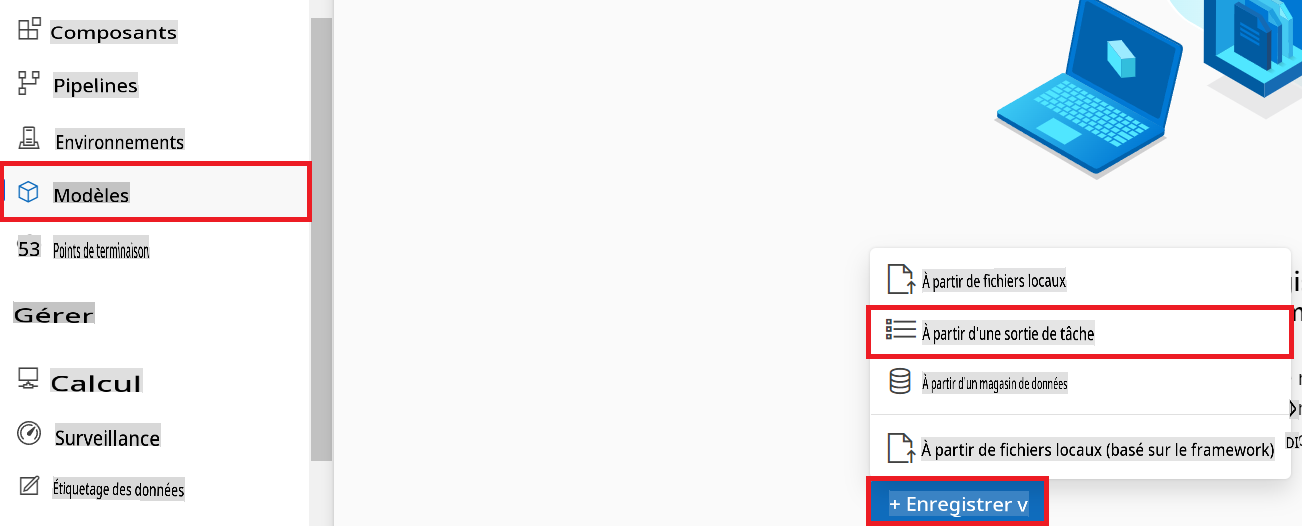 Composants
Pipelines
Environnements
Modèles
53 Points de terminaison
Gérer
Calcul
Surveillance
Étiquetage des données
À partir de fichiers locaux
À partir d'une sortie de tâche
À partir d'un magasin de données
À partir de fichiers locaux (basé sur le framework)
+ Enregistrer v